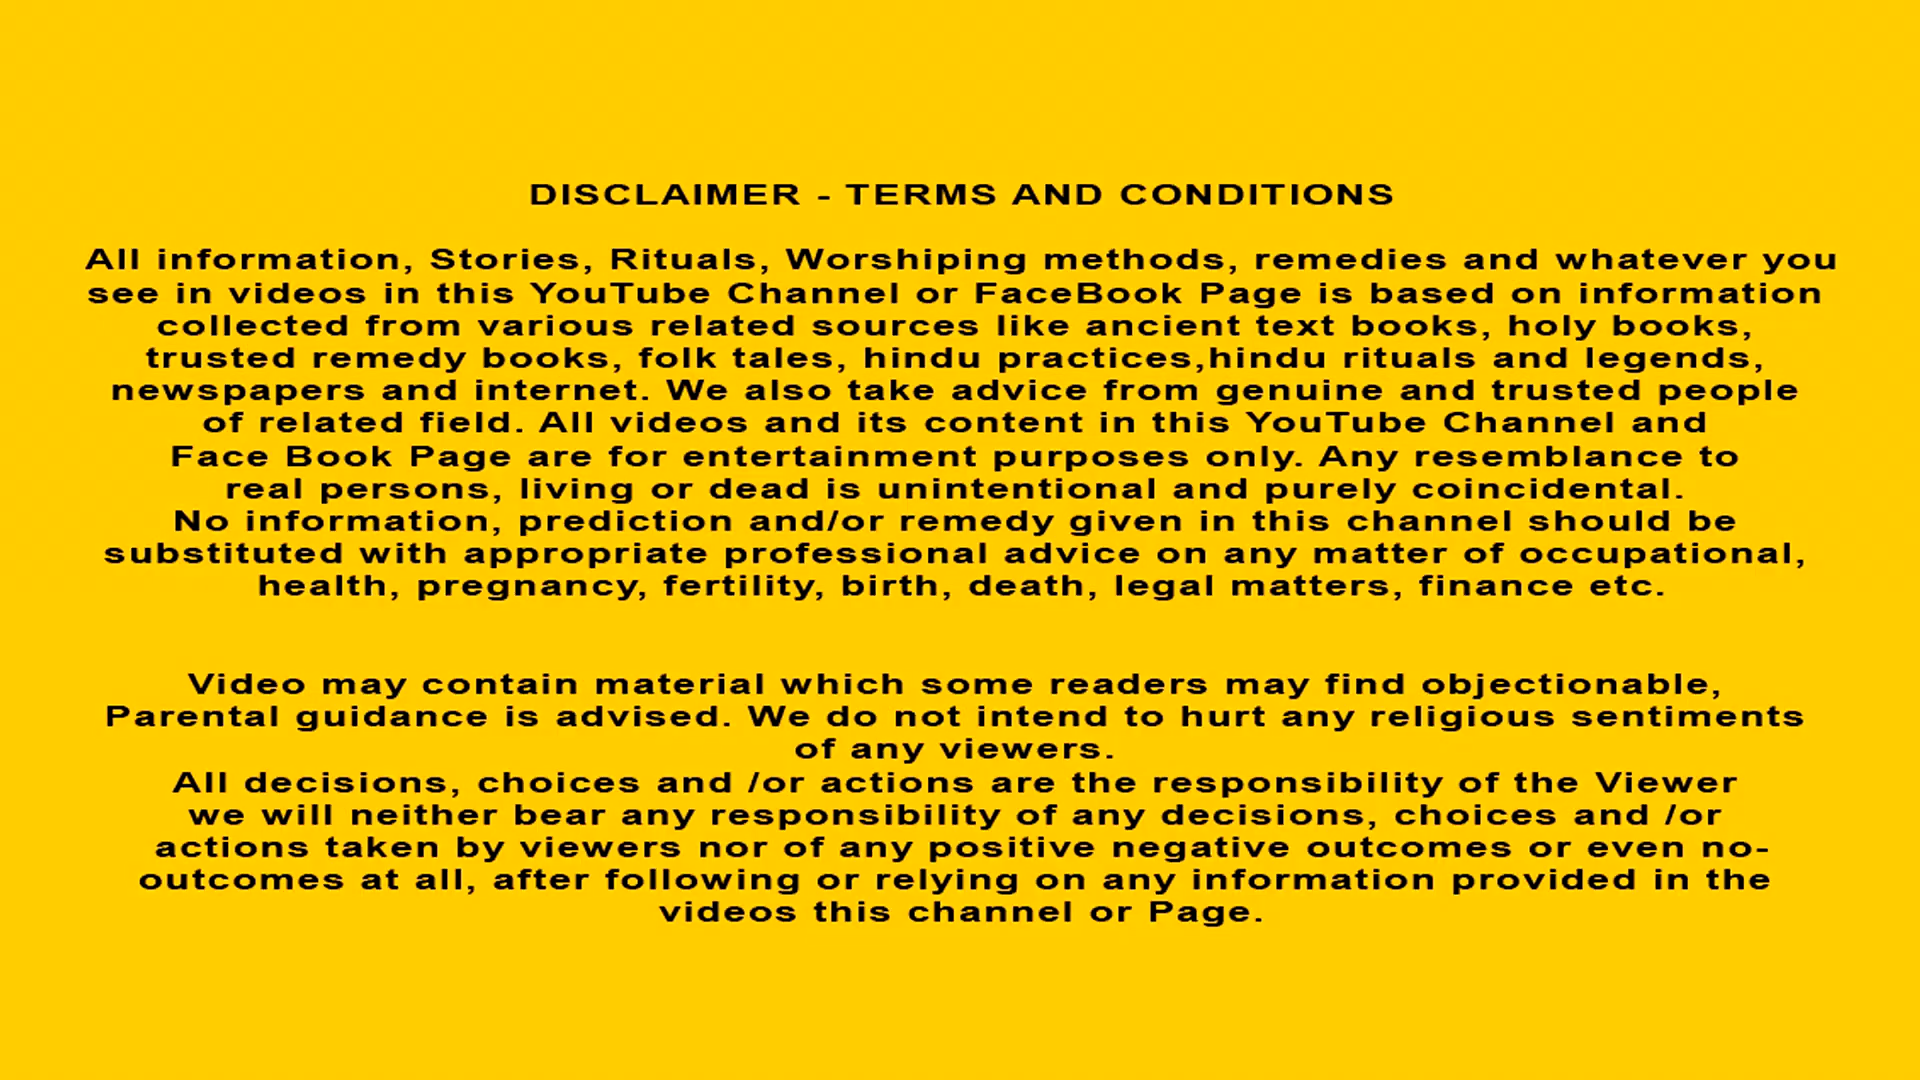 DISCLAIMER - TERMS AND CONDITIONS
All information, Stories, Rituals, Worshiping methods, remedies and whatever you
see in videos in this YouTube Channel or FaceBook Page is based on information
collected from various related sources like ancient text books, holy books,
trusted remedy books, folk tales, hindu practices,hindu rituals and legends,
newspapers and internet. We also take advice from genuine and trusted people
of related field. All videos and its content in this YouTube Channel and
Face Book Page are for entertainment purposes only. Any resemblance to
real persons, living or dead is unintentional and purely coincidental.
No information, prediction and/or remedy given in this channel should be
substituted with appropriate professional advice on any matter of occupational,
health, pregnancy, fertility, birth, death, legal matters, finance etc.
Video may contain material which some readers may find objectionable,
Parental guidance is advised. We do not intend to hurt any religious sentiments
of any viewers.
All decisions, choices and /or actions are the responsibility of the Viewer
we will neither bear any responsibility of any decisions, choices and /or
actions taken by viewers nor of any positive negative outcomes or even no-
outcomes at all, after following or relying on any information provided in the
videos this channel or Page.